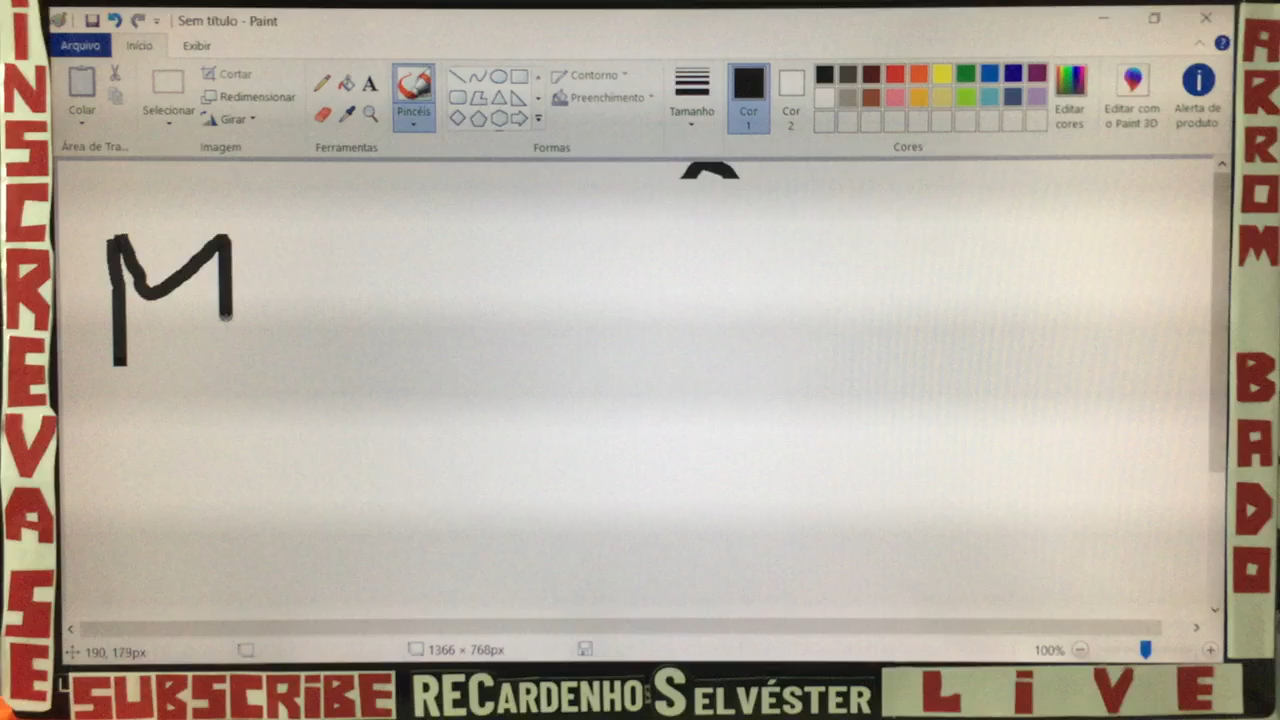 INSCREVASE
Sem título - Paint
Arquivo Início Exibir
Colar
Selecionar
Cortar
Redimensionar
Girar
A
Pincéis
Contorno
Preenchimento
Tamanho
Cor 1
Cor 2
Editar cores
Editar com o Paint 3D
Alerta de produto
Área de Tra... Imagem Ferramentas Formas Cores
M
190, 179px 1366 × 768px 100%
SUBSCRiBE RECARDENHO SELVÉSTER LiVE
ARROMBADO